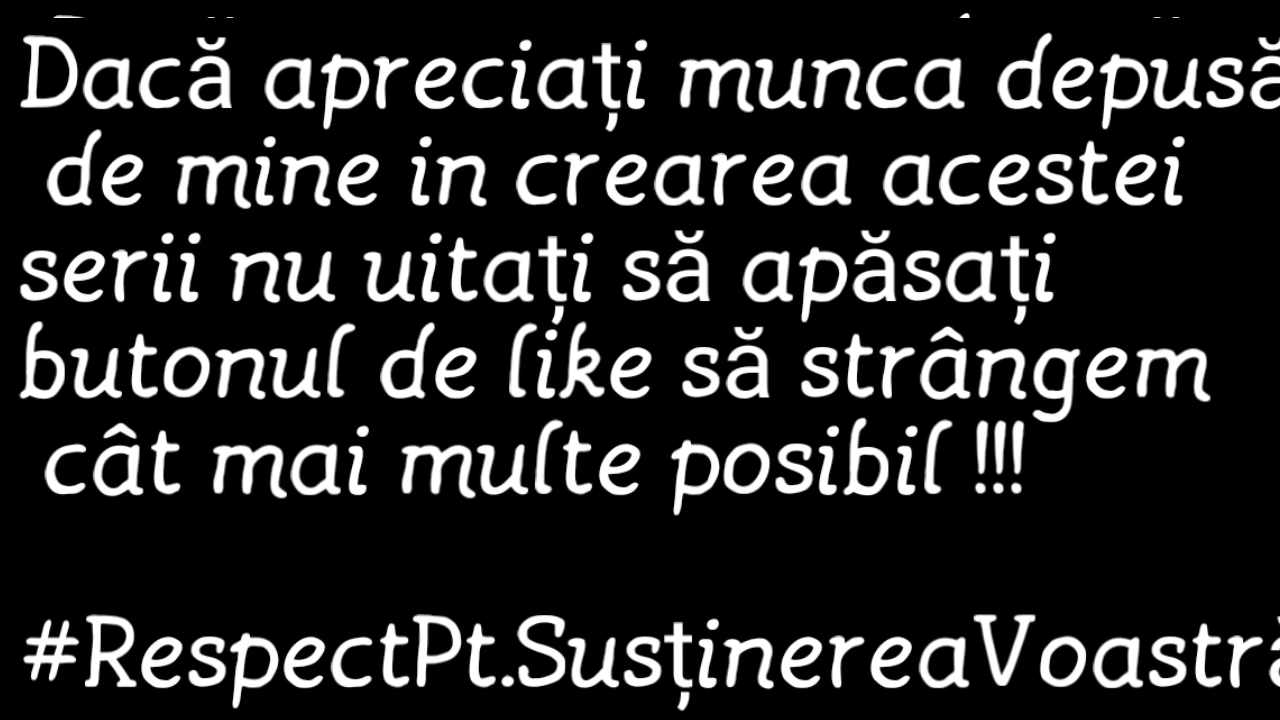 Dacă apreciați munca depusă
de mine in crearea acestei
serii nu uitați să apăsați
butonul de like să strângem
cât mai multe posibil !!!
#RespectPt.SusținereaVoastră